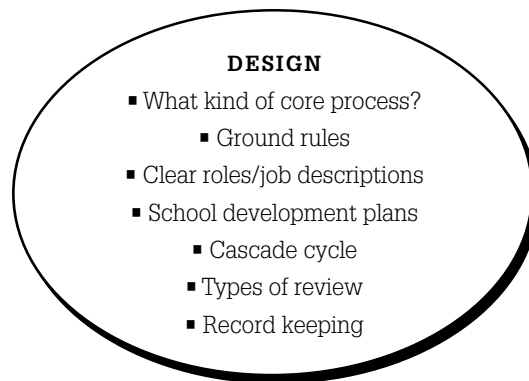 DESIGN
▪ What kind of core process?
▪ Ground rules
▪ Clear roles/job descriptions
▪ School development plans
▪ Cascade cycle
▪ Types of review
▪ Record keeping